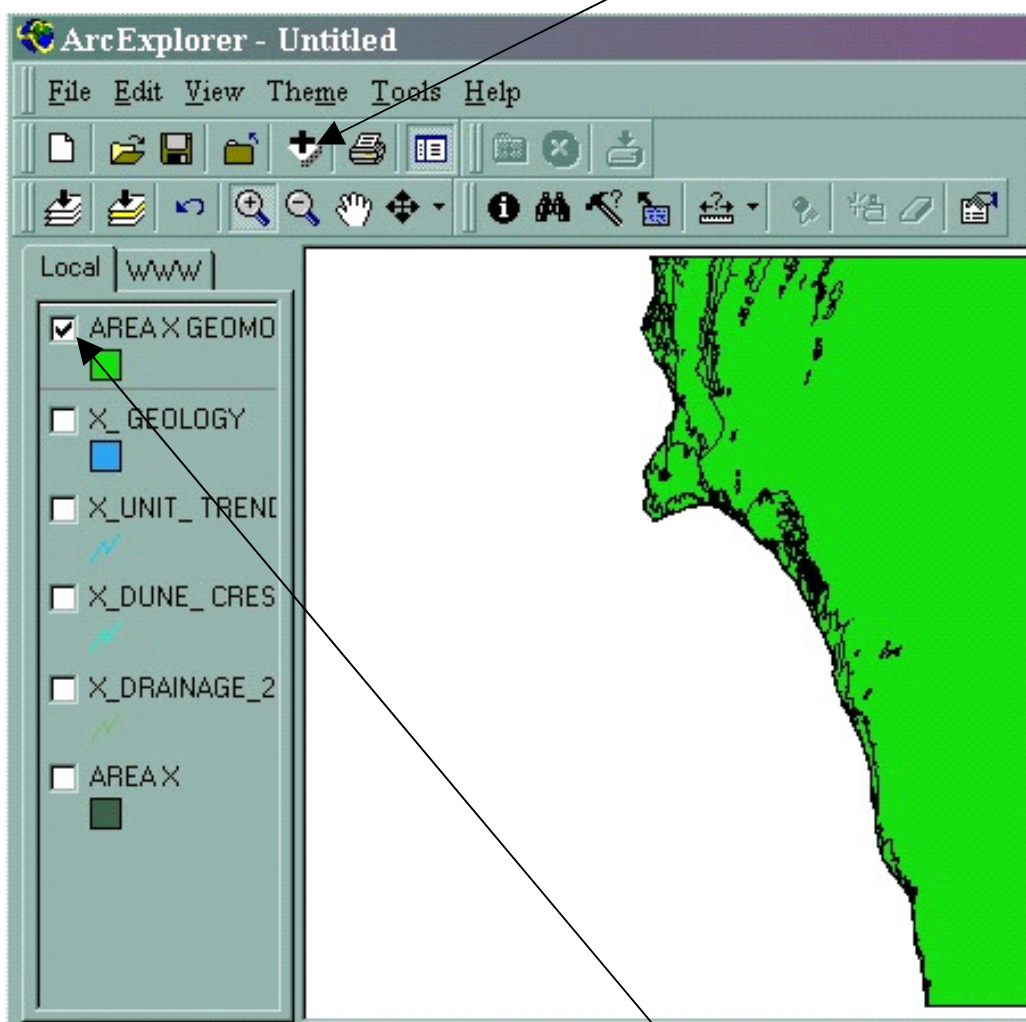 ArcExplorer - Untitled
File Edit View Theme Tools Help
Local WWW
AREA X GEOMO
X_ GEOLOGY
X_UNIT_ TREND
X_DUNE_ CRES
X_DRAINAGE_2
AREA X